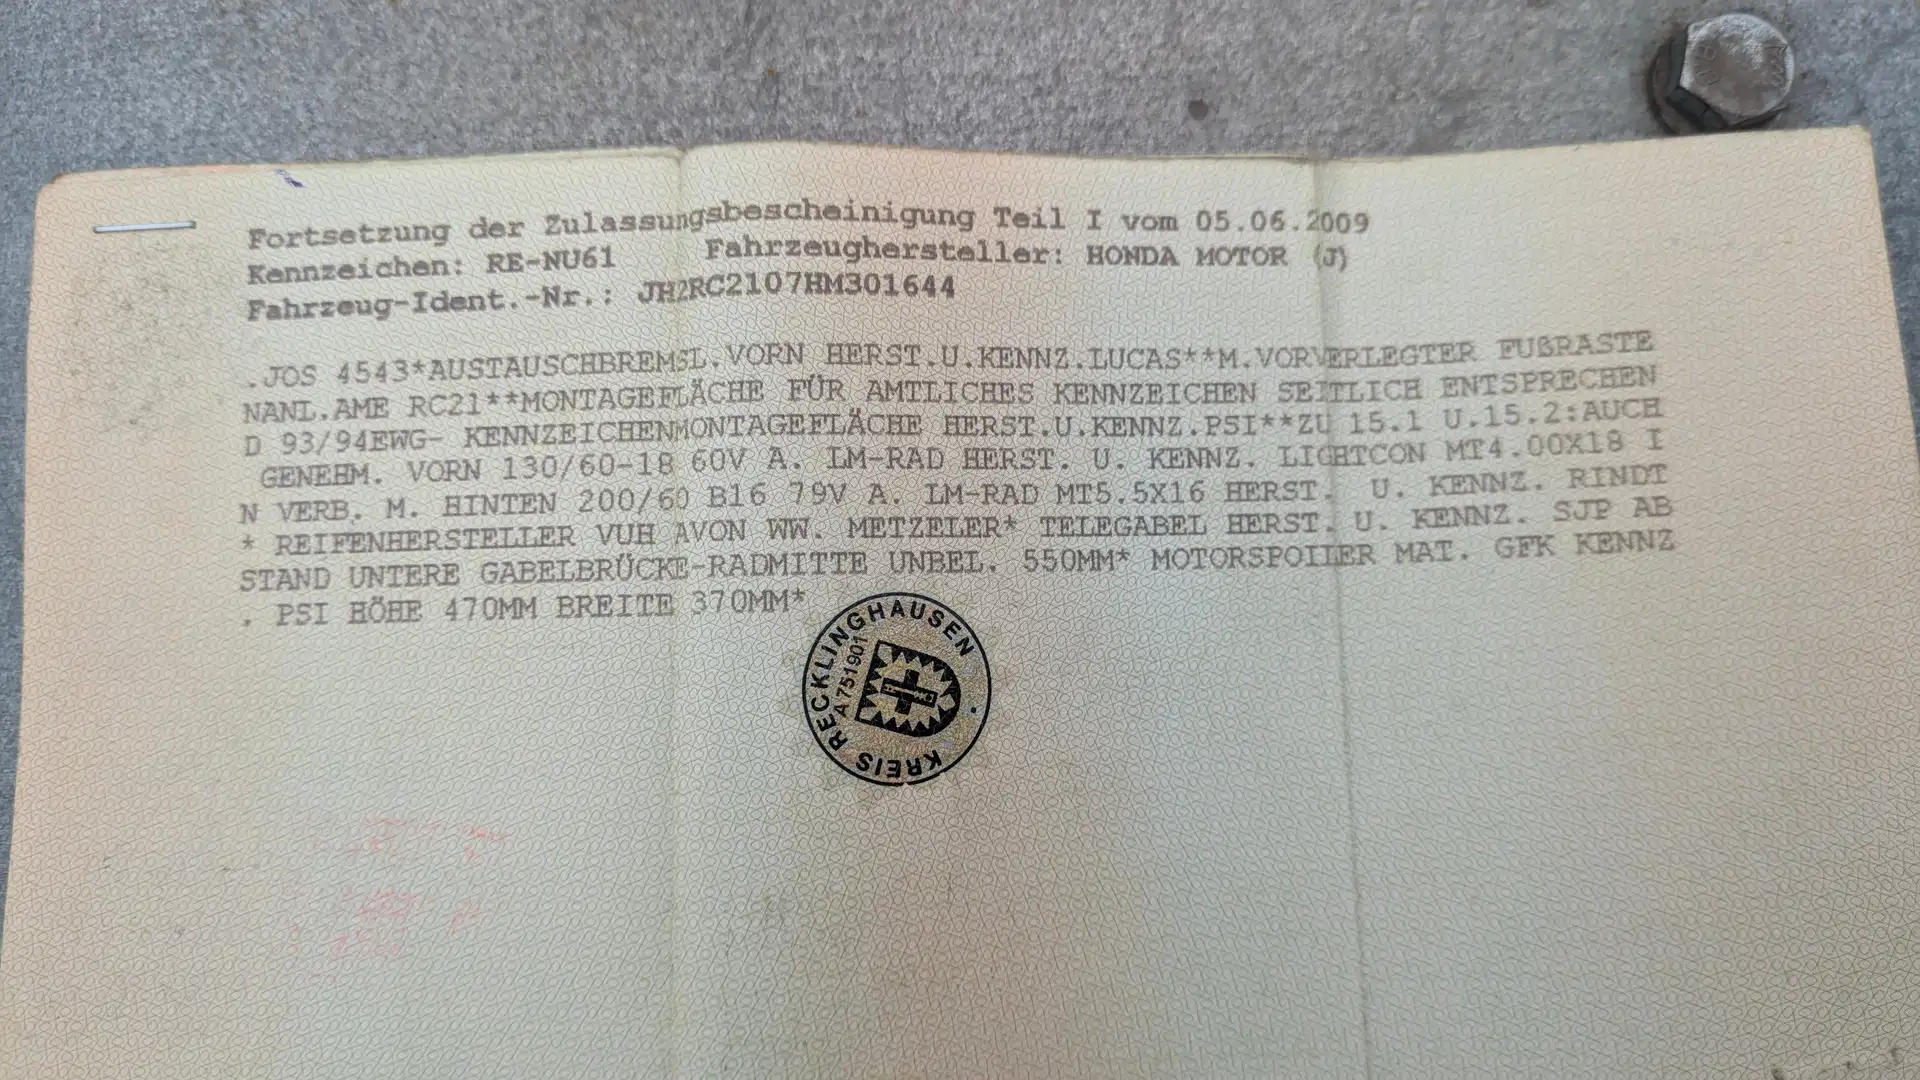 Fortsetzung der Zulassungsbescheinigung Teil I vom 05.06.2009
Kennzeichen: RE-NU61 Fahrzeughersteller: HONDA MOTOR (J)
Fahrzeug-Ident.-Nr.: JH2RC2107HM301644
.JOS 4543*AUSTAUSCHBREMSL.VORN HERST.U.KENNZ.LUCAS**M.VORVERLEGTER FUßRASTE
NANL.AME RC21**MONTAGEFLÄCHE FÜR AMTLICHES KENNZEICHEN SEITLICH ENTSPRECHEN
D 93/94EWG- KENNZEICHENMONTAGEFLÄCHE HERST.U.KENNZ.PSI**ZU 15.1 U.15.2:AUCH
GENEHM. VORN 130/60-18 60V A. LM-RAD HERST. U. KENNZ. LIGHTCON MT4.00X18 I
N VERB. M. HINTEN 200/60 B16 79V A. LM-RAD MT5.5X16 HERST. U. KENNZ. RINDT
* REIFENHERSTELLER VUH AVON WW. METZELER* TELEGABEL HERST. U. KENNZ. SJP AB
STAND UNTERE GABELBRÜCKE-RADMITTE UNBEL. 550MM* MOTORSPOILER MAT. GFK KENNZ
. PSI HÖHE 470MM BREITE 370MM*
KREIS RECKLINGHAUSEN
A 751901